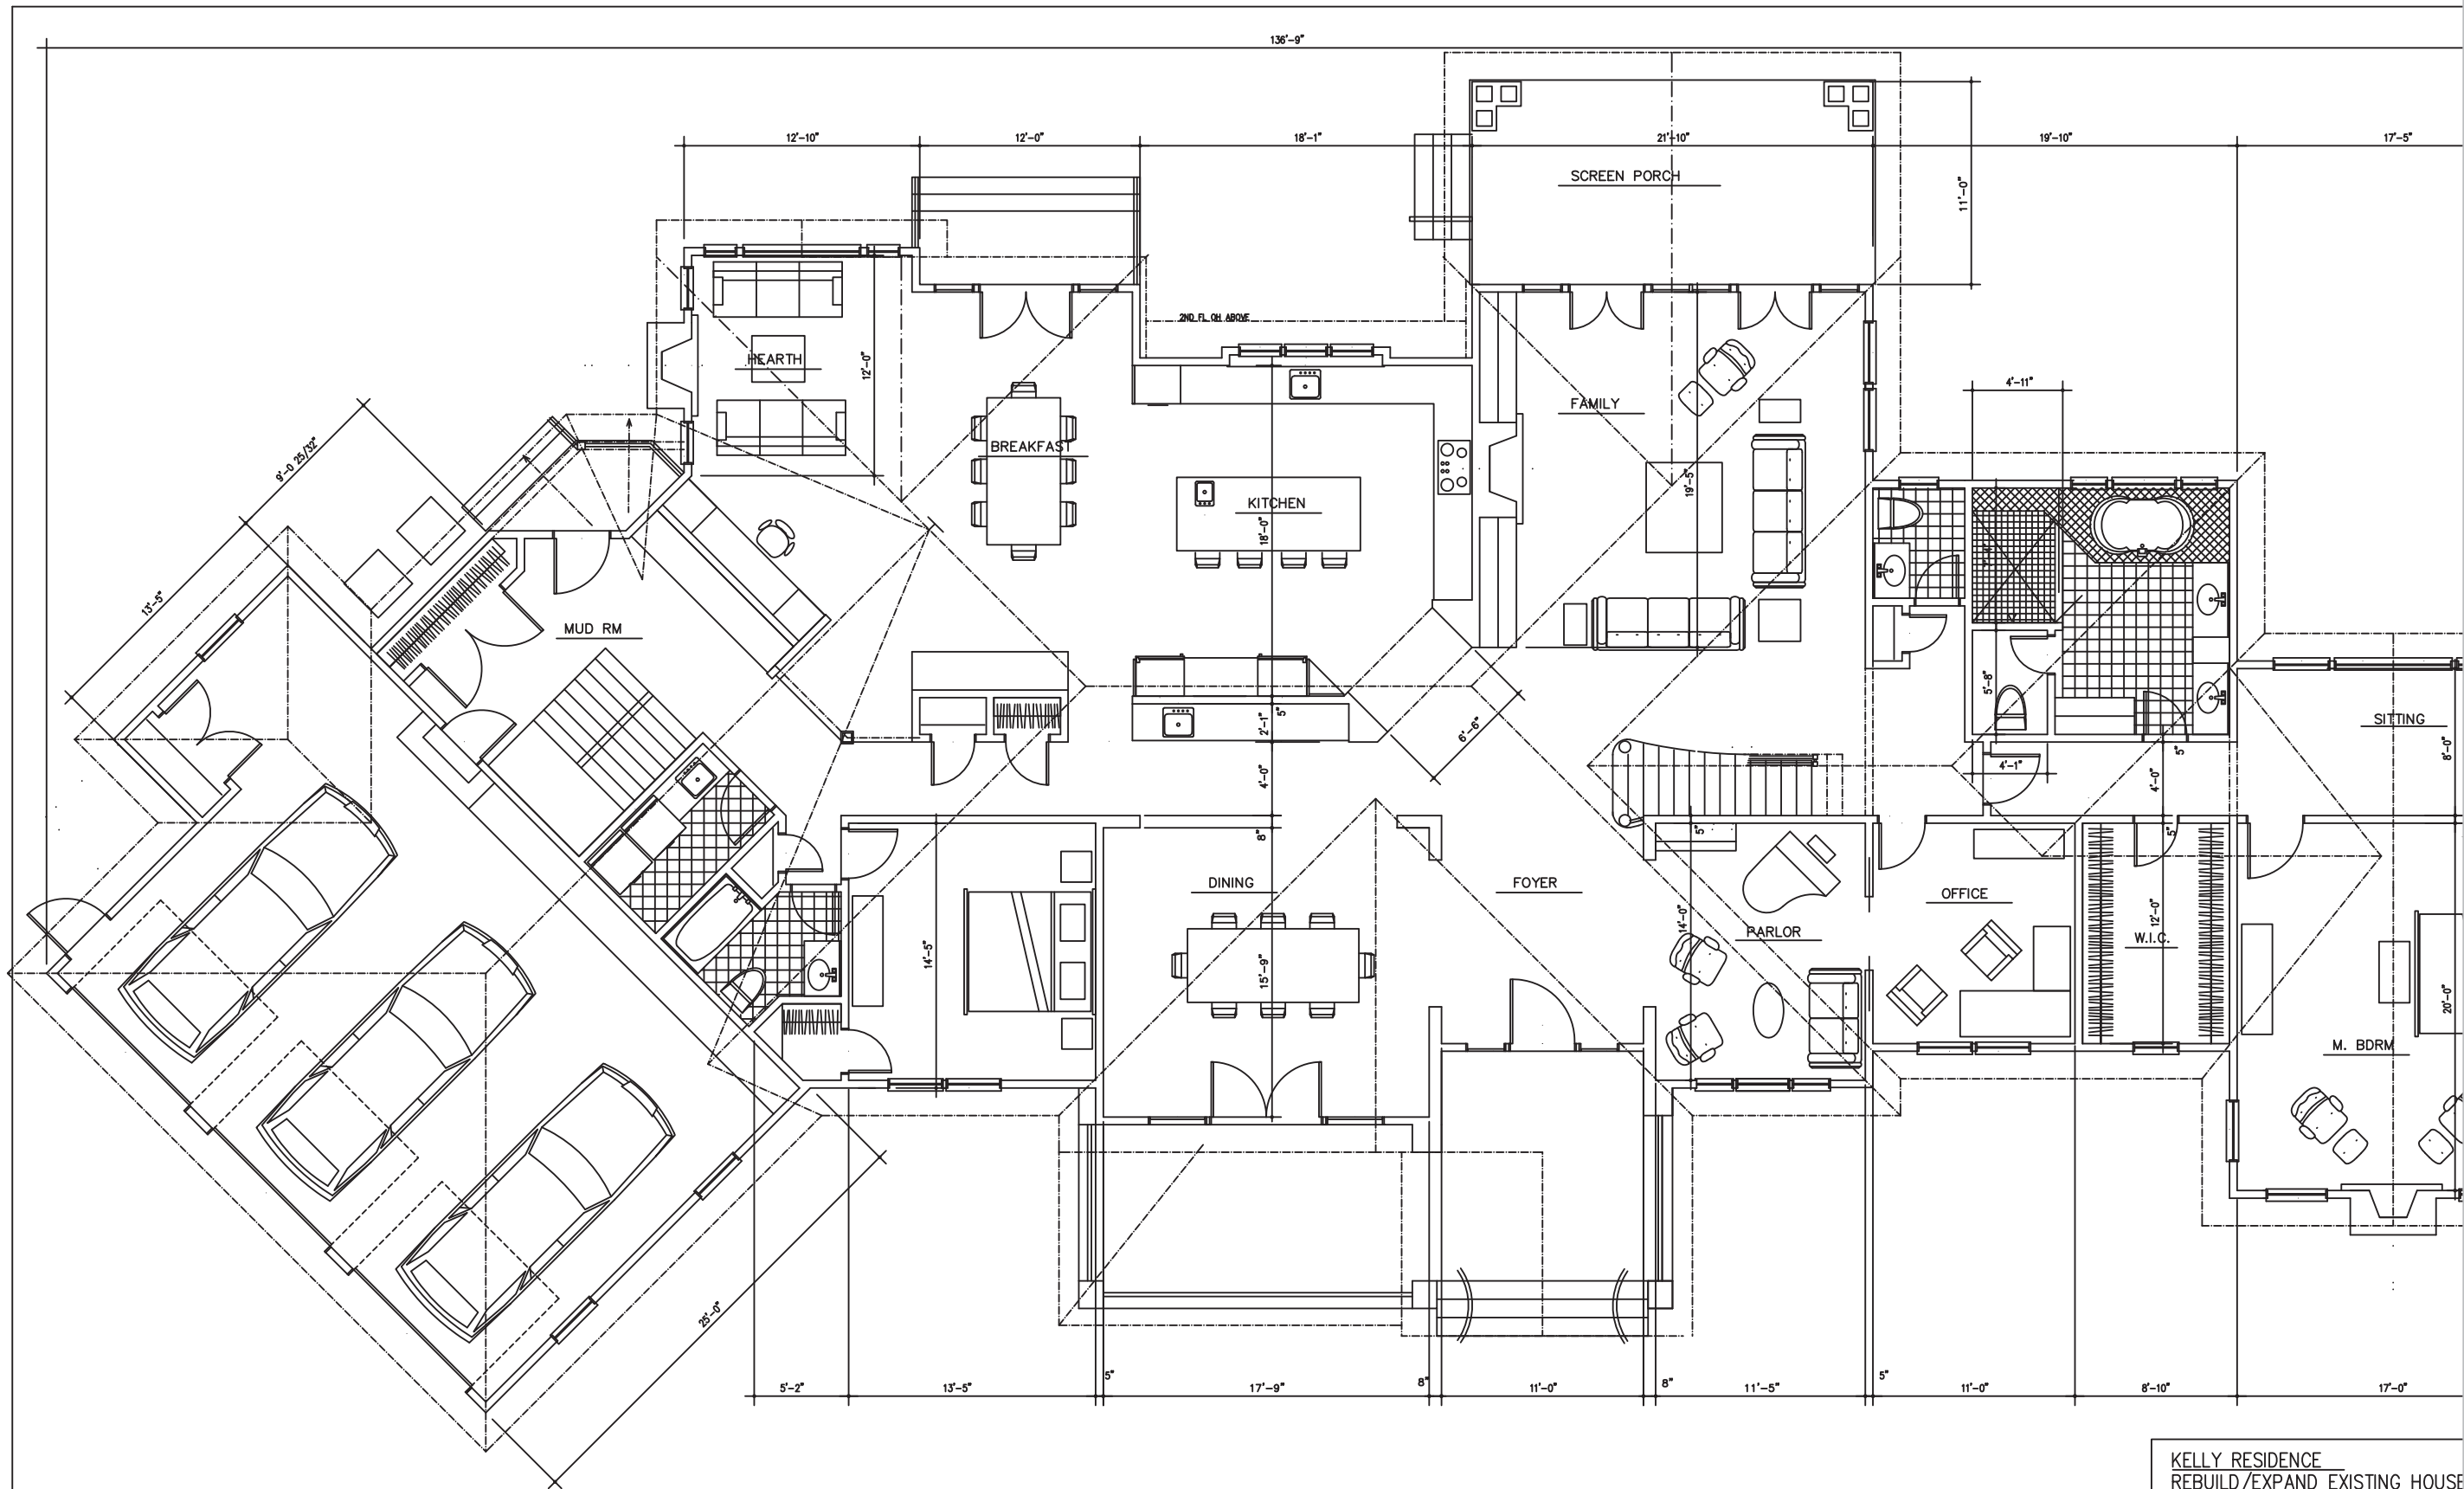 136'-9"
12'-10"
12'-0"
18'-1"
21'-10"
19'-10"
17'-5"
SCREEN PORCH
11'-0"
2ND FL OH ABOVE
HEARTH
12'-0"
FAMILY
4'-11"
9'-0 25/32"
BREAKFAST
19'-5"
KITCHEN
18'-0"
13'-5"
MUD RM
5'-8"
SITTING
5"
2'-1"
6'-6"
8'-0"
5"
4'-1"
4'-0"
4'-0"
8"
5"
5"
DINING
FOYER
OFFICE
14'-0"
12'-0"
PARLOR
W.I.C.
14'-5"
15'-9"
20'-0"
M. BDRM
25'-0"
5'-2"
13'-5"
5"
17'-9"
8"
11'-0"
8"
11'-5"
5"
11'-0"
8'-10"
17'-0"
KELLY RESIDENCE
REBUILD/EXPAND EXISTING HOUSE